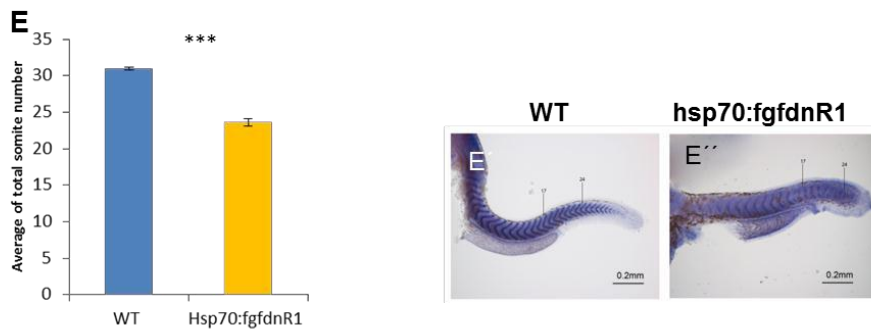 E
Average of total somite number
35
30
25
20
15
10
5
0
***
WT
Hsp70:fgfdnR1
WT
hsp70:fgfdnR1
E´
17
24
0.2mm
E´´
17
24
0.2mm